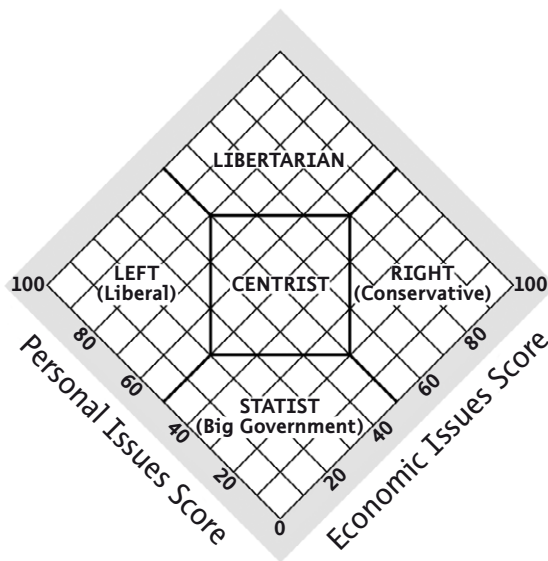 LIBERTARIAN
LEFT
(Liberal)
CENTRIST
RIGHT
(Conservative)
100
100
80
80
60
60
STATIST
(Big Government)
40
40
20
20
0
Personal Issues Score
Economic Issues Score